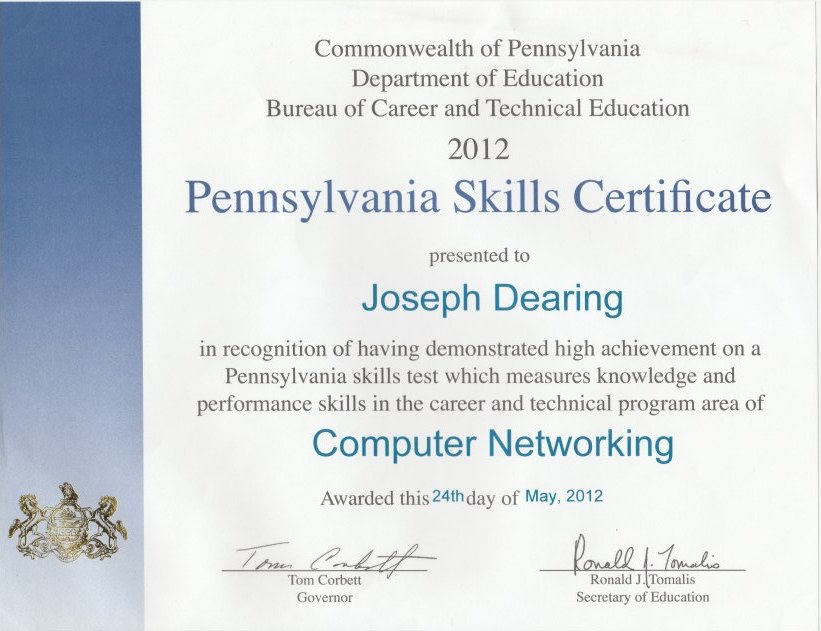 Commonwealth of Pennsylvania
Department of Education
Bureau of Career and Technical Education
2012
Pennsylvania Skills Certificate
presented to
Joseph Dearing
in recognition of having demonstrated high achievement on a
Pennsylvania skills test which measures knowledge and
performance skills in the career and technical program area of
Computer Networking
Awarded this 24th day of May, 2012
Tom Corbett
Ronald J. Tomalis
Tom Corbett
Ronald J. Tomalis
Governor
Secretary of Education